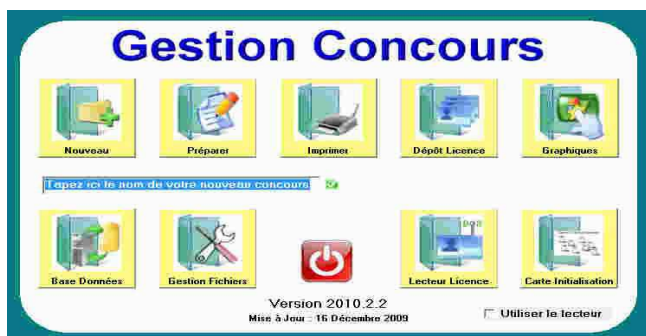 Gestion Concours
Nouveau Préparer Imprimer Dépôt Licence Graphiques
Tapez ici le nom de votre nouveau concours
Base Données Gestion Fichiers Lecteur Licence Carte Initialisation
Version 2010.2.2
Mise à Jour : 16 Décembre 2009
Utiliser le lecteur